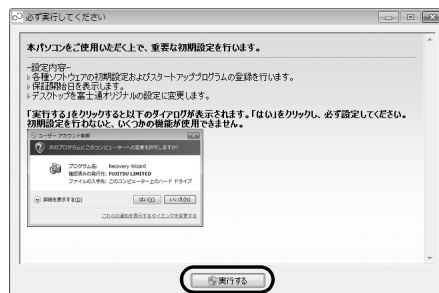 必ず実行してください
本パソコンをご使用いただく上で、重要な初期設定を行います。
-設定内容-
▷各種ソフトウェアの初期設定およびスタートアッププログラムの登録を行います。
▷保証開始日を表示します。
▷デスクトップを富士通オリジナルの設定に変更します。
「実行する」をクリックすると以下のダイアログが表示されます。「はい」をクリックし、必ず設定してください。
初期設定を行わないと、いくつかの機能が使用できません。
ユーザー アカウント制御
次のプログラムにこのコンピューターへの変更を許可しますか?
プログラム名: Recovery Wizard
確認済みの発行元: FUJITSU LIMITED
ファイルの入手先: このコンピューター上のハード ドライブ
詳細を表示する(D) はい(Y) いいえ(N)
これらの通知を表示するタイミングを変更する
実行する